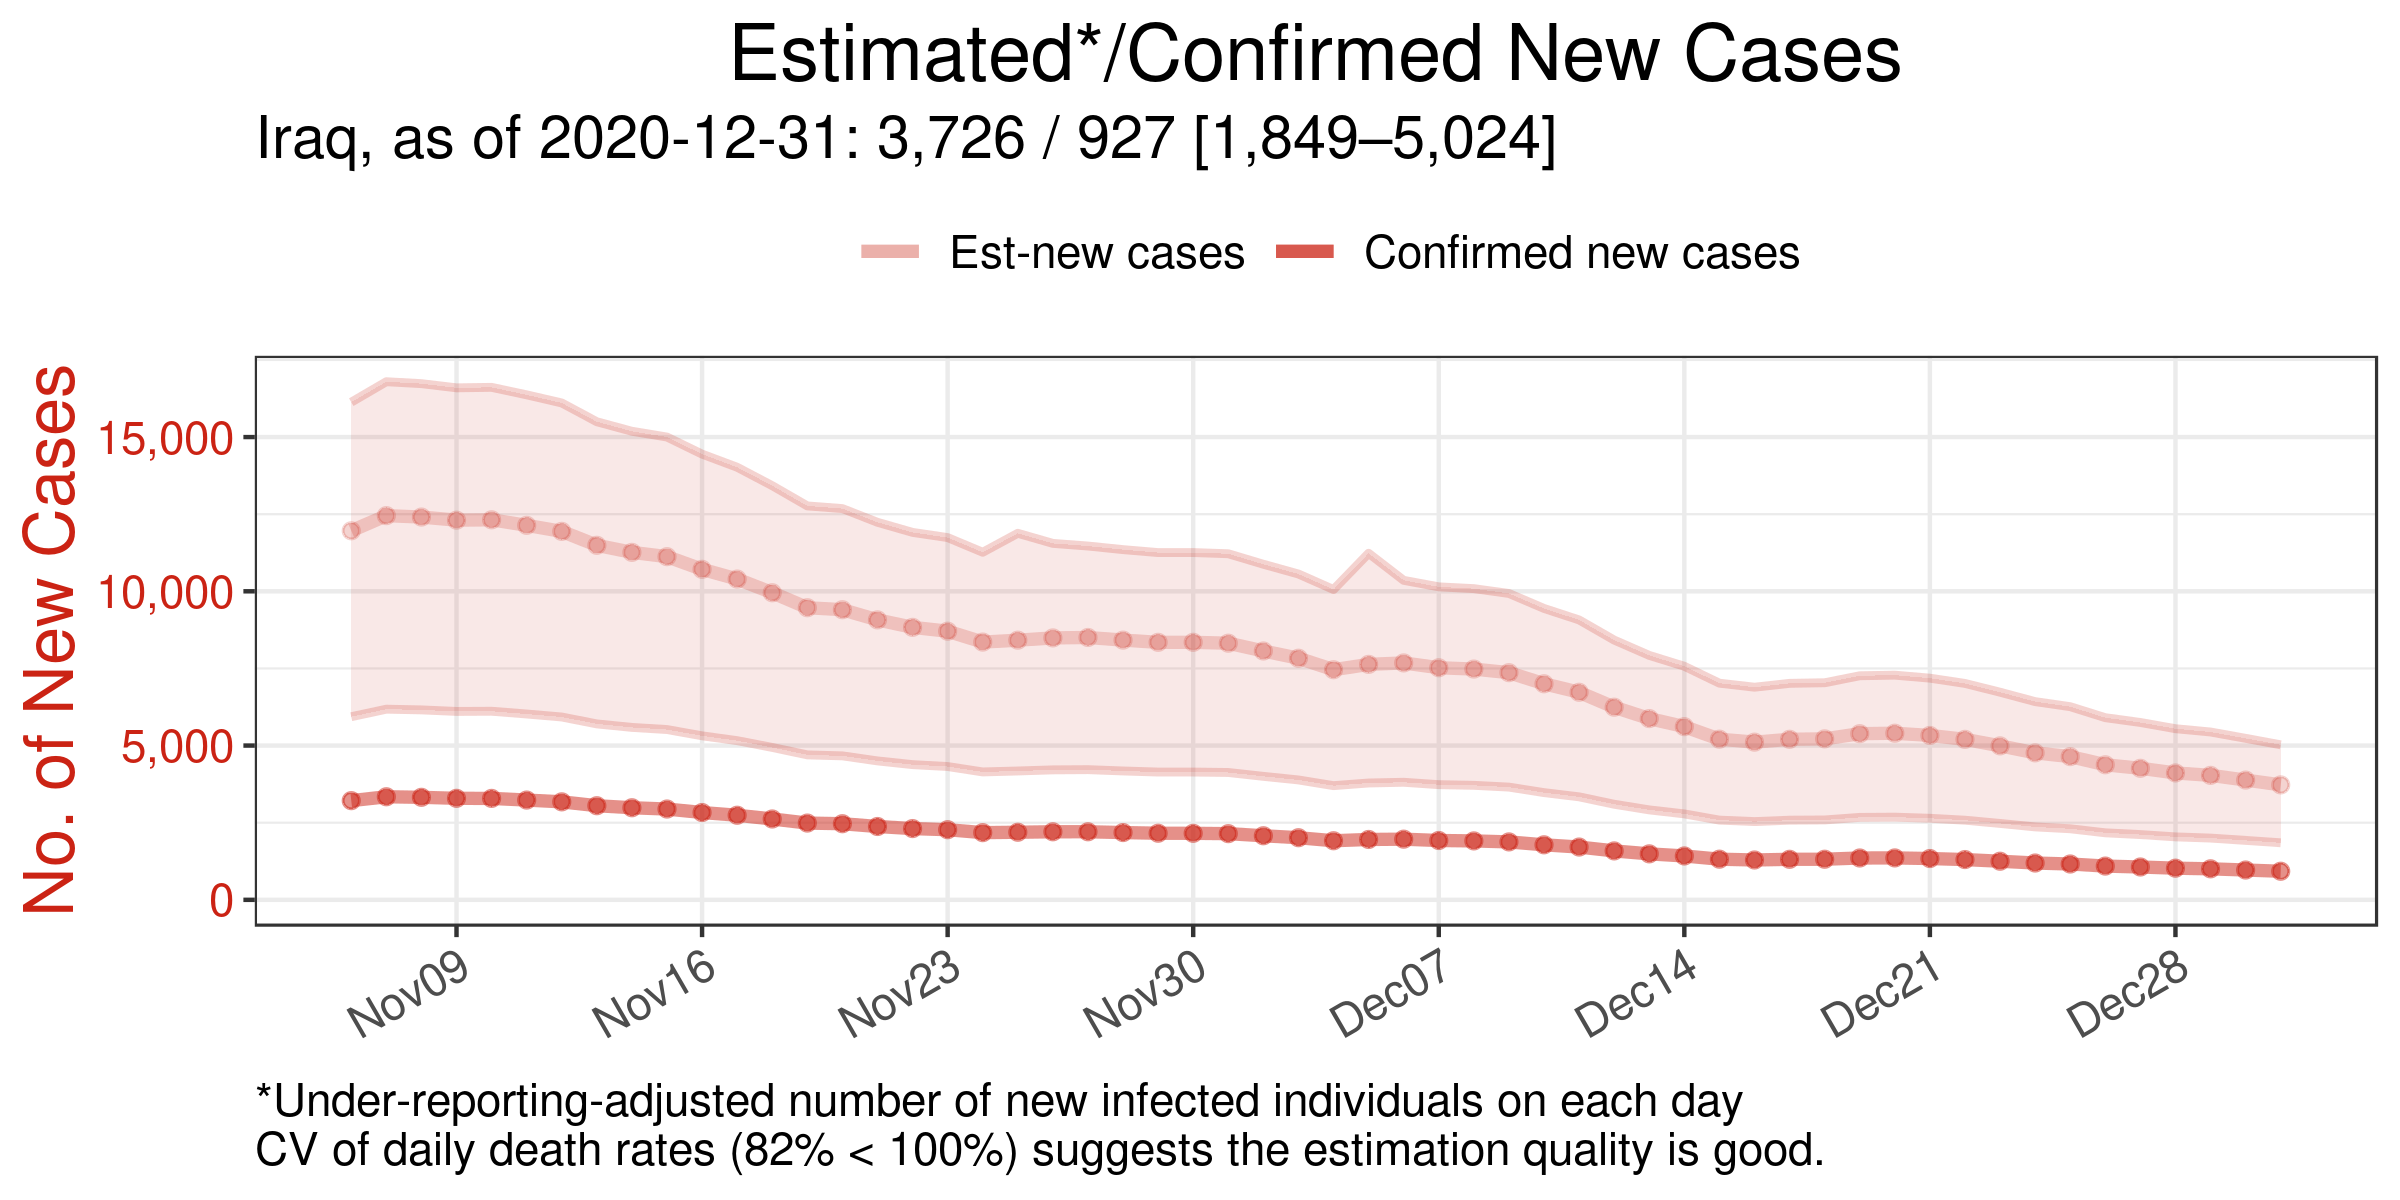 Estimated*/Confirmed New Cases
Iraq, as of 2020-12-31: 3,726 / 927 [1,849–5,024]
Est-new cases Confirmed new cases
No. of New Cases
15,000
10,000
5,000
0
Nov09 Nov16 Nov23 Nov30 Dec07 Dec14 Dec21 Dec28
*Under-reporting-adjusted number of new infected individuals on each day
CV of daily death rates (82% < 100%) suggests the estimation quality is good.